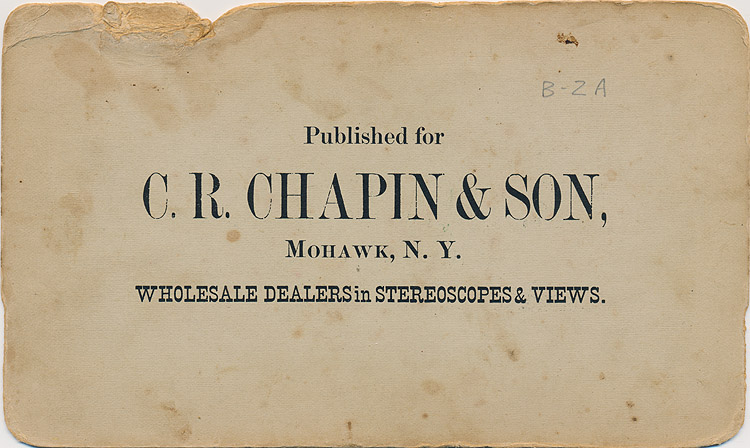 B-2A
Published for
C. R. CHAPIN & SON,
MOHAWK, N. Y.
WHOLESALE DEALERS in STEREOSCOPES & VIEWS.